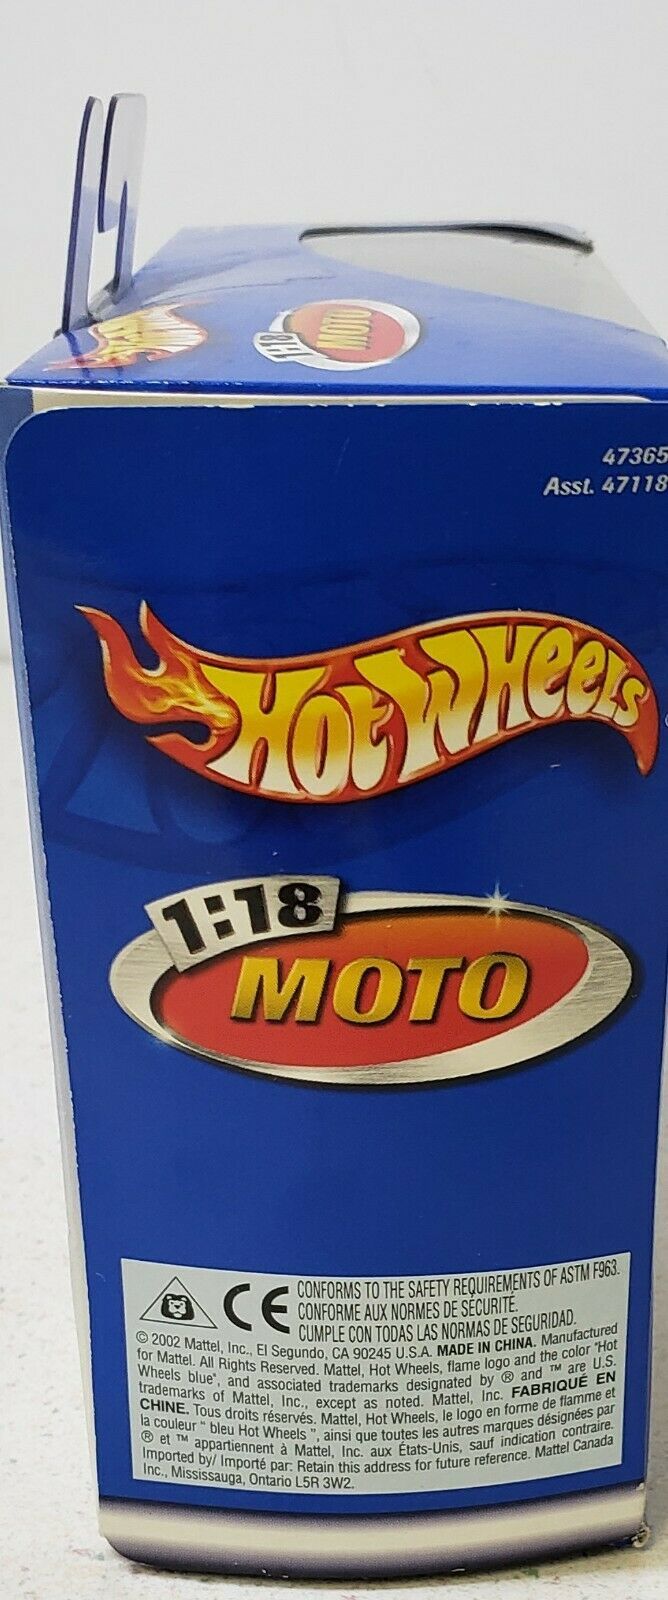 HOT WHEELS
1:18
MOTO
47365
Asst. 47118
HOT WHEELS
1:18
MOTO
CE CONFORMS TO THE SAFETY REQUIREMENTS OF ASTM F963.
CONFORME AUX NORMES DE SÉCURITÉ.
CUMPLE CON TODAS LAS NORMAS DE SEGURIDAD.
© 2002 Mattel, Inc., El Segundo, CA 90245 U.S.A. MADE IN CHINA. Manufactured
for Mattel. All Rights Reserved. Mattel, Hot Wheels, flame logo and the color "Hot
Wheels blue", and associated trademarks designated by ® and ™ are U.S.
trademarks of Mattel, Inc., except as noted. Mattel, Inc. FABRIQUÉ EN
CHINE. Tous droits réservés. Mattel, Hot Wheels, le logo en forme de flamme et
la couleur " bleu Hot Wheels ", ainsi que toutes les autres marques désignées par
® et ™ appartiennent à Mattel, Inc. aux États-Unis, sauf indication contraire.
Imported by/ Importé par: Retain this address for future reference. Mattel Canada
Inc., Mississauga, Ontario L5R 3W2.